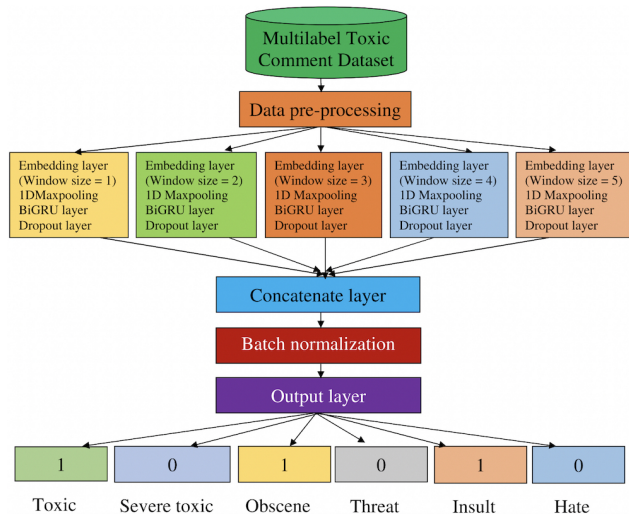 Multilabel Toxic
Comment Dataset
Data pre-processing
Embedding layer
(Window size = 1)
1DMaxpooling
BiGRU layer
Dropout layer
Embedding layer
(Window size = 2)
1D Maxpooling
BiGRU layer
Dropout layer
Embedding layer
(Window size = 3)
1D Maxpooling
BiGRU layer
Dropout layer
Embedding layer
(Window size = 4)
1D Maxpooling
BiGRU layer
Dropout layer
Embedding layer
(Window size = 5)
1D Maxpooling
BiGRU layer
Dropout layer
Concatenate layer
Batch normalization
Output layer
1 0 1 0 1 0
Toxic Severe toxic Obscene Threat Insult Hate